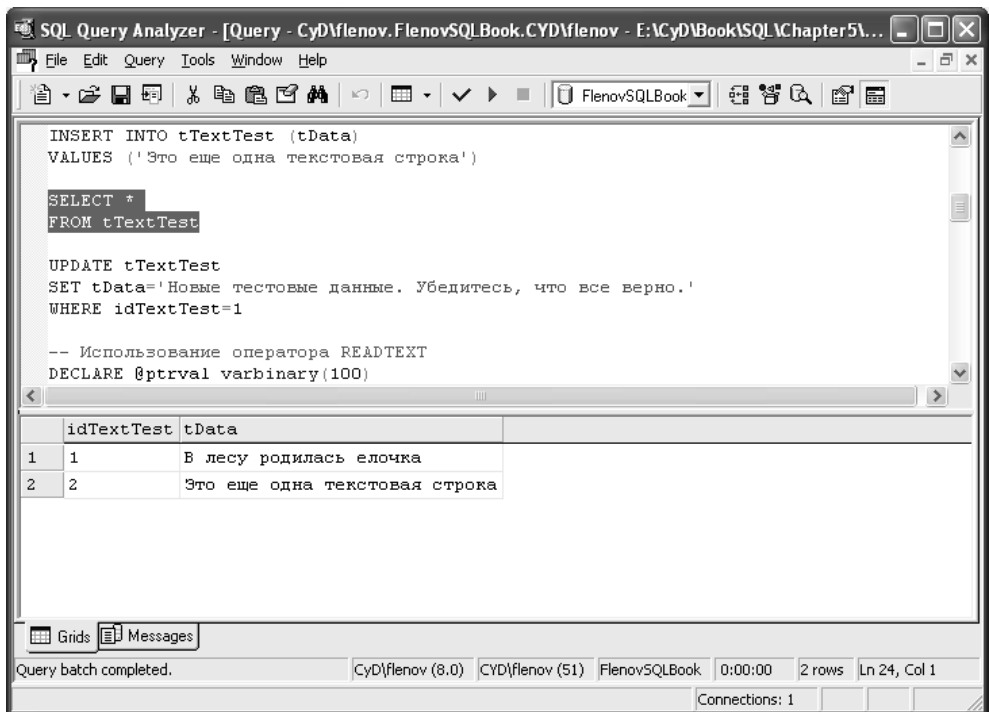 SQL Query Analyzer - [Query - CyD\flenov.FlenovSQLBook.CYD\flenov - E:\CyD\Book\SQL\Chapter5\...
File Edit Query Tools Window Help
FlenovSQLBook
INSERT INTO tTextTest (tData)
VALUES ('Это еще одна текстовая строка')
SELECT *
FROM tTextTest
UPDATE tTextTest
SET tData='Новые тестовые данные. Убедитесь, что все верно.'
WHERE idTextTest=1
-- Использование оператора READTEXT
DECLARE @ptrval varbinary(100)
idTextTest tData
1 1 В лесу родилась елочка
2 2 Это еще одна текстовая строка
Grids Messages
Query batch completed. CyD\flenov (8.0) CYD\flenov (51) FlenovSQLBook 0:00:00 2 rows Ln 24, Col 1
Connections: 1